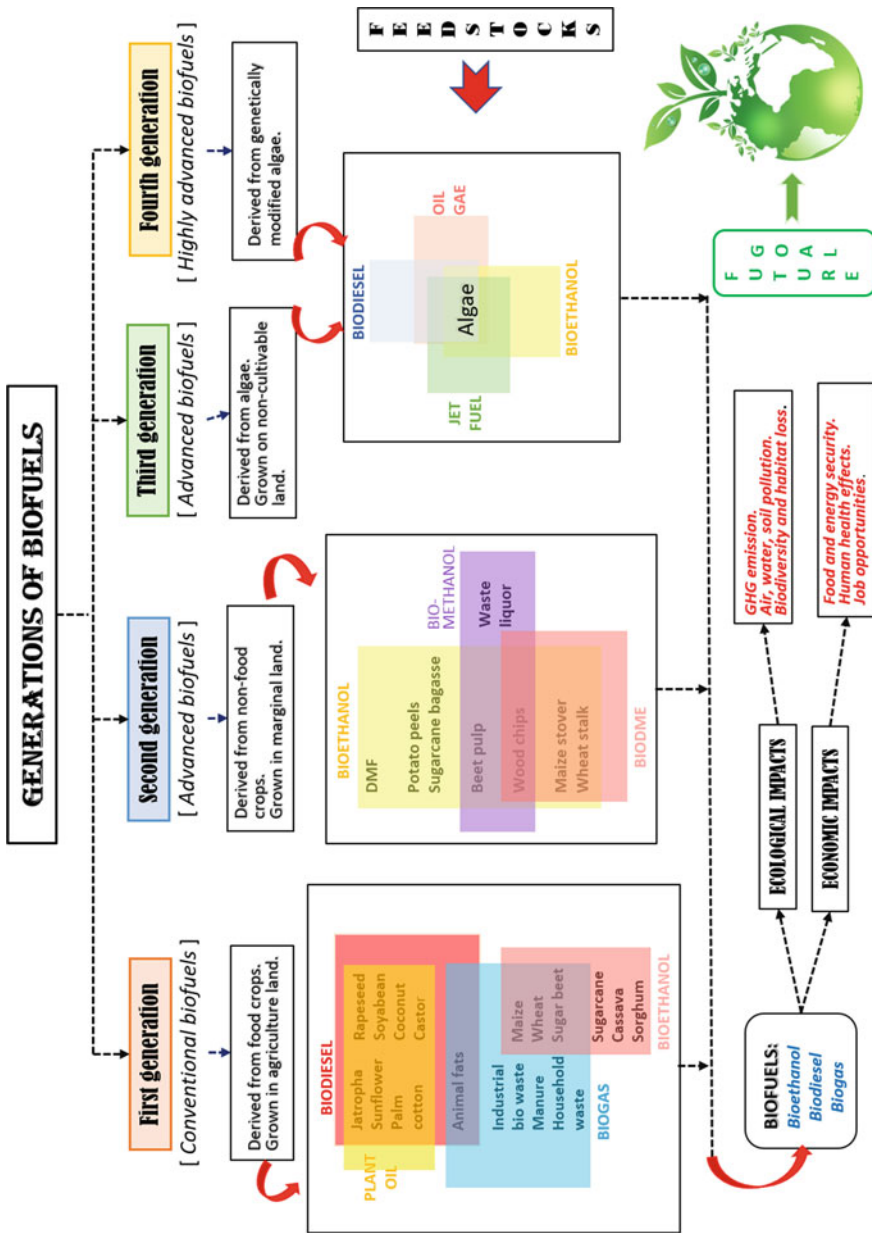 GENERATIONS OF BIOFUELS
First generation
[ Conventional biofuels ]
Derived from food crops.
Grown in agriculture land.
Second generation
[ Advanced biofuels ]
Derived from non-food
crops.
Grown in marginal land.
Third generation
[ Advanced biofuels ]
Derived from algae.
Grown on non-cultivable
land.
Fourth generation
[ Highly advanced biofuels ]
Derived from genetically
modified algae.
FEEDSTOCKS
BIODIESEL
PLANT
OIL
Jatropha
Sunflower
Palm
cotton
Rapeseed
Soyabean
Coconut
Castor
Animal fats
Industrial
bio waste
Manure
Household
waste
Maize
Wheat
Sugar beet
Sugarcane
Cassava
Sorghum
BIOGAS
BIOETHANOL
BIOETHANOL
DMF
Potato peels
Sugarcane bagasse
BIO-
METHANOL
Beet pulp
Waste
liquor
Wood chips
Maize stover
Wheat stalk
BIODME
BIODIESEL
OIL
GAE
Algae
JET
FUEL
BIOETHANOL
BIOFUELS:
Bioethanol
Biodiesel
Biogas
ECOLOGICAL IMPACTS
ECONOMIC IMPACTS
GHG emission.
Air, water, soil pollution.
Biodiversity and habitat loss.
Food and energy security.
Human health effects.
Job opportunities.
FUTURE
GOAL